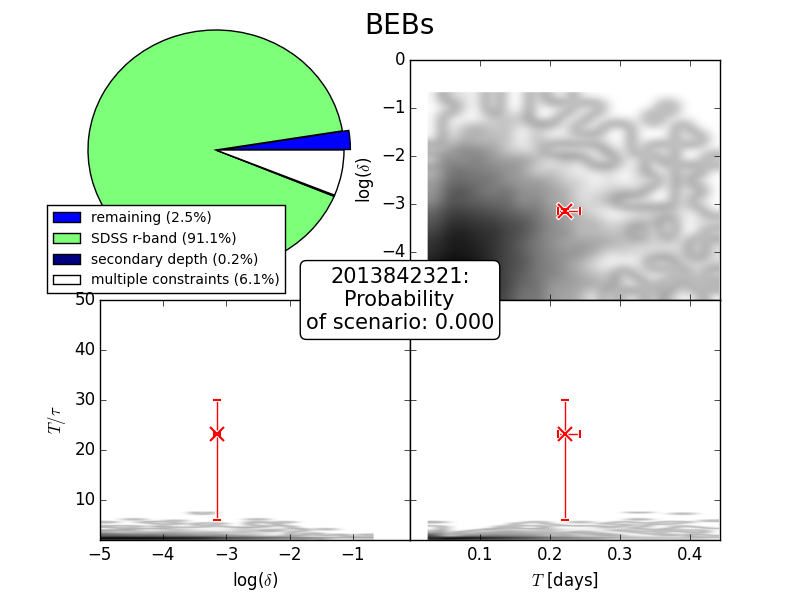 BEBs
remaining (2.5%)
SDSS r-band (91.1%)
secondary depth (0.2%)
multiple constraints (6.1%)
0
−1
−2
−3
−4
log(δ)
2013842321:
Probability
of scenario: 0.000
50
40
30
20
10
T/τ
−5 −4 −3 −2 −1
log(δ)
0.1 0.2 0.3 0.4
T [days]